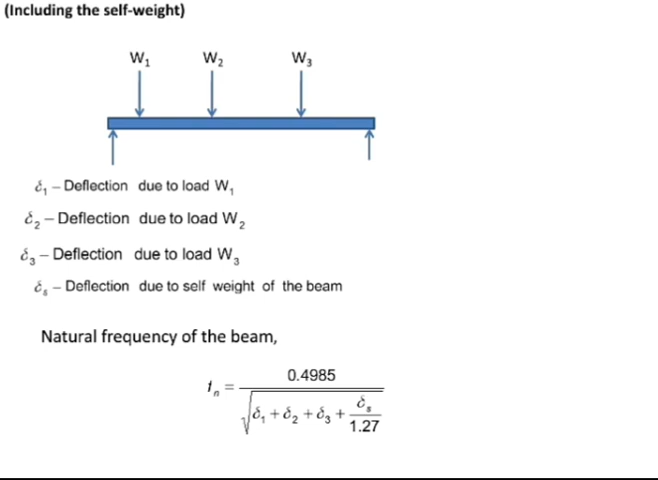 (Including the self-weight)
W₁ W₂ W₃
δ₁ – Deflection due to load W₁
δ₂ – Deflection due to load W₂
δ₃ – Deflection due to load W₃
δₛ – Deflection due to self weight of the beam
Natural frequency of the beam,
fₙ = 0.4985 / √(δ₁ + δ₂ + δ₃ + δₛ/1.27)